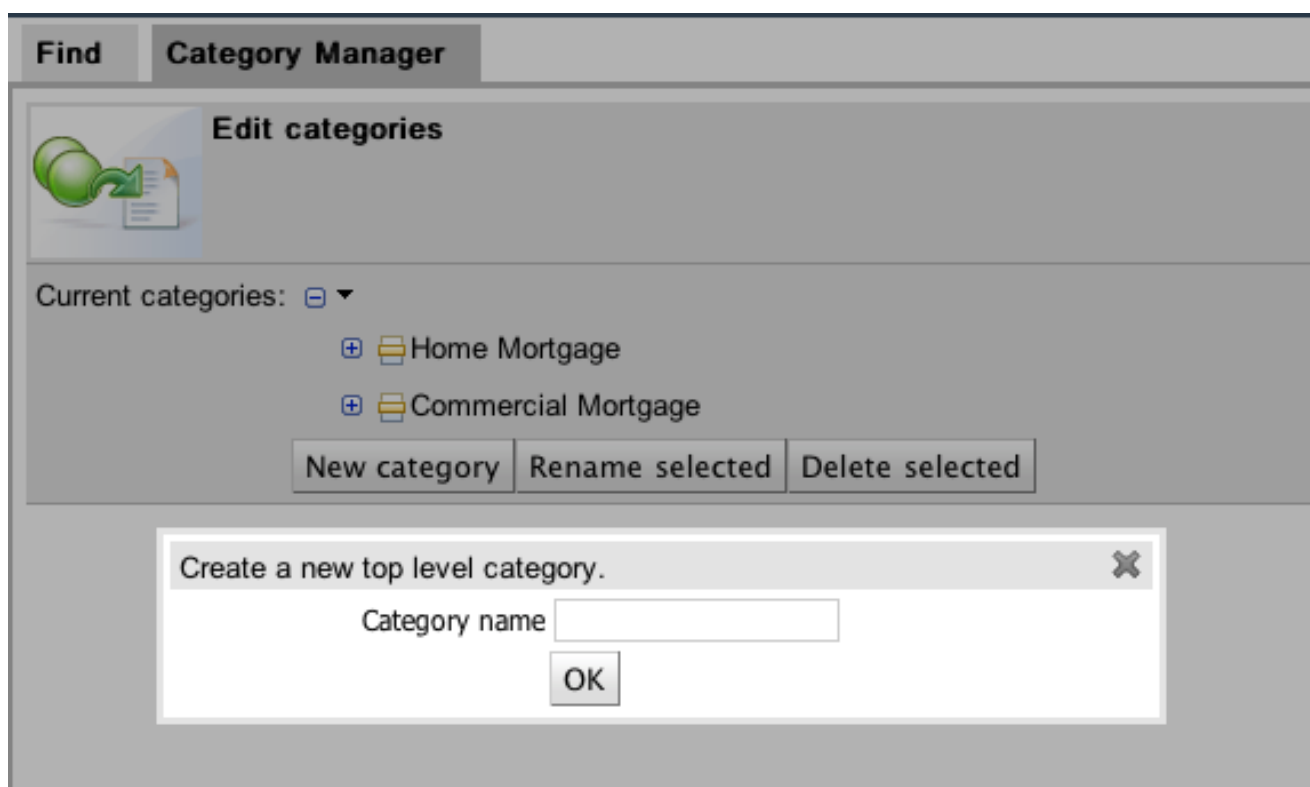 Find Category Manager
Edit categories
Current categories:
Home Mortgage
Commercial Mortgage
New category Rename selected Delete selected
Create a new top level category.
Category name
OK